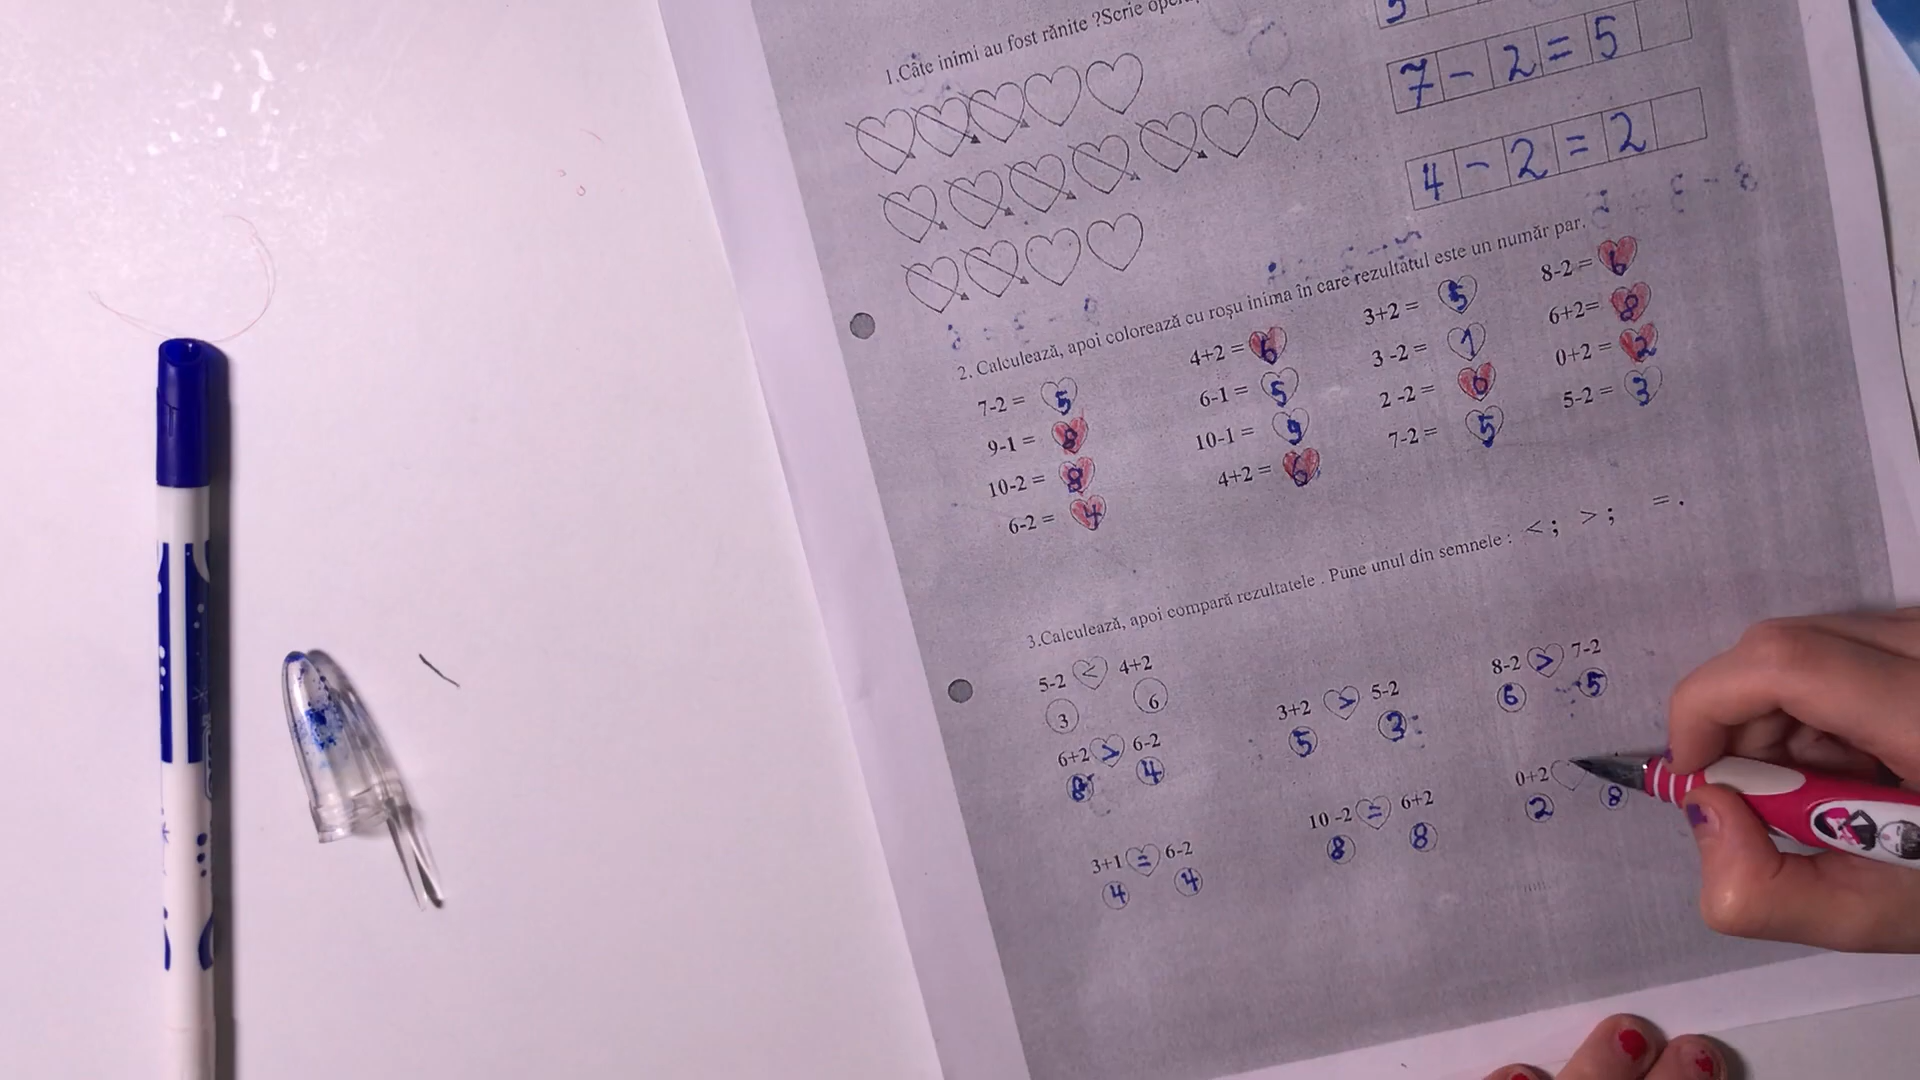 1.Câte inimi au fost rănite ?Scrie
7 - 2 = 5
4 - 2 = 2
2. Calculează, apoi colorează cu roşu inima în care rezultatul este un număr par.
7-2 = 5
9-1 = 8
10-2 = 8
6-2 = 4
4+2 = 6
6-1 = 5
10-1 = 9
4+2 = 6
3+2 = 5
3 -2 = 1
2 -2 = 0
7-2 = 5
8-2 = 6
6+2= 8
0+2 = 2
5-2 = 3
3.Calculează, apoi compară rezultatele . Pune unul din semnele : < ; > ; = .
5-2 < 4+2
3 6
6+2 > 6-2
8 4
3+1 = 6-2
4 4
3+2 > 5-2
5 3
10 -2 = 6+2
8 8
8-2 > 7-2
6 5
0+2
2 8